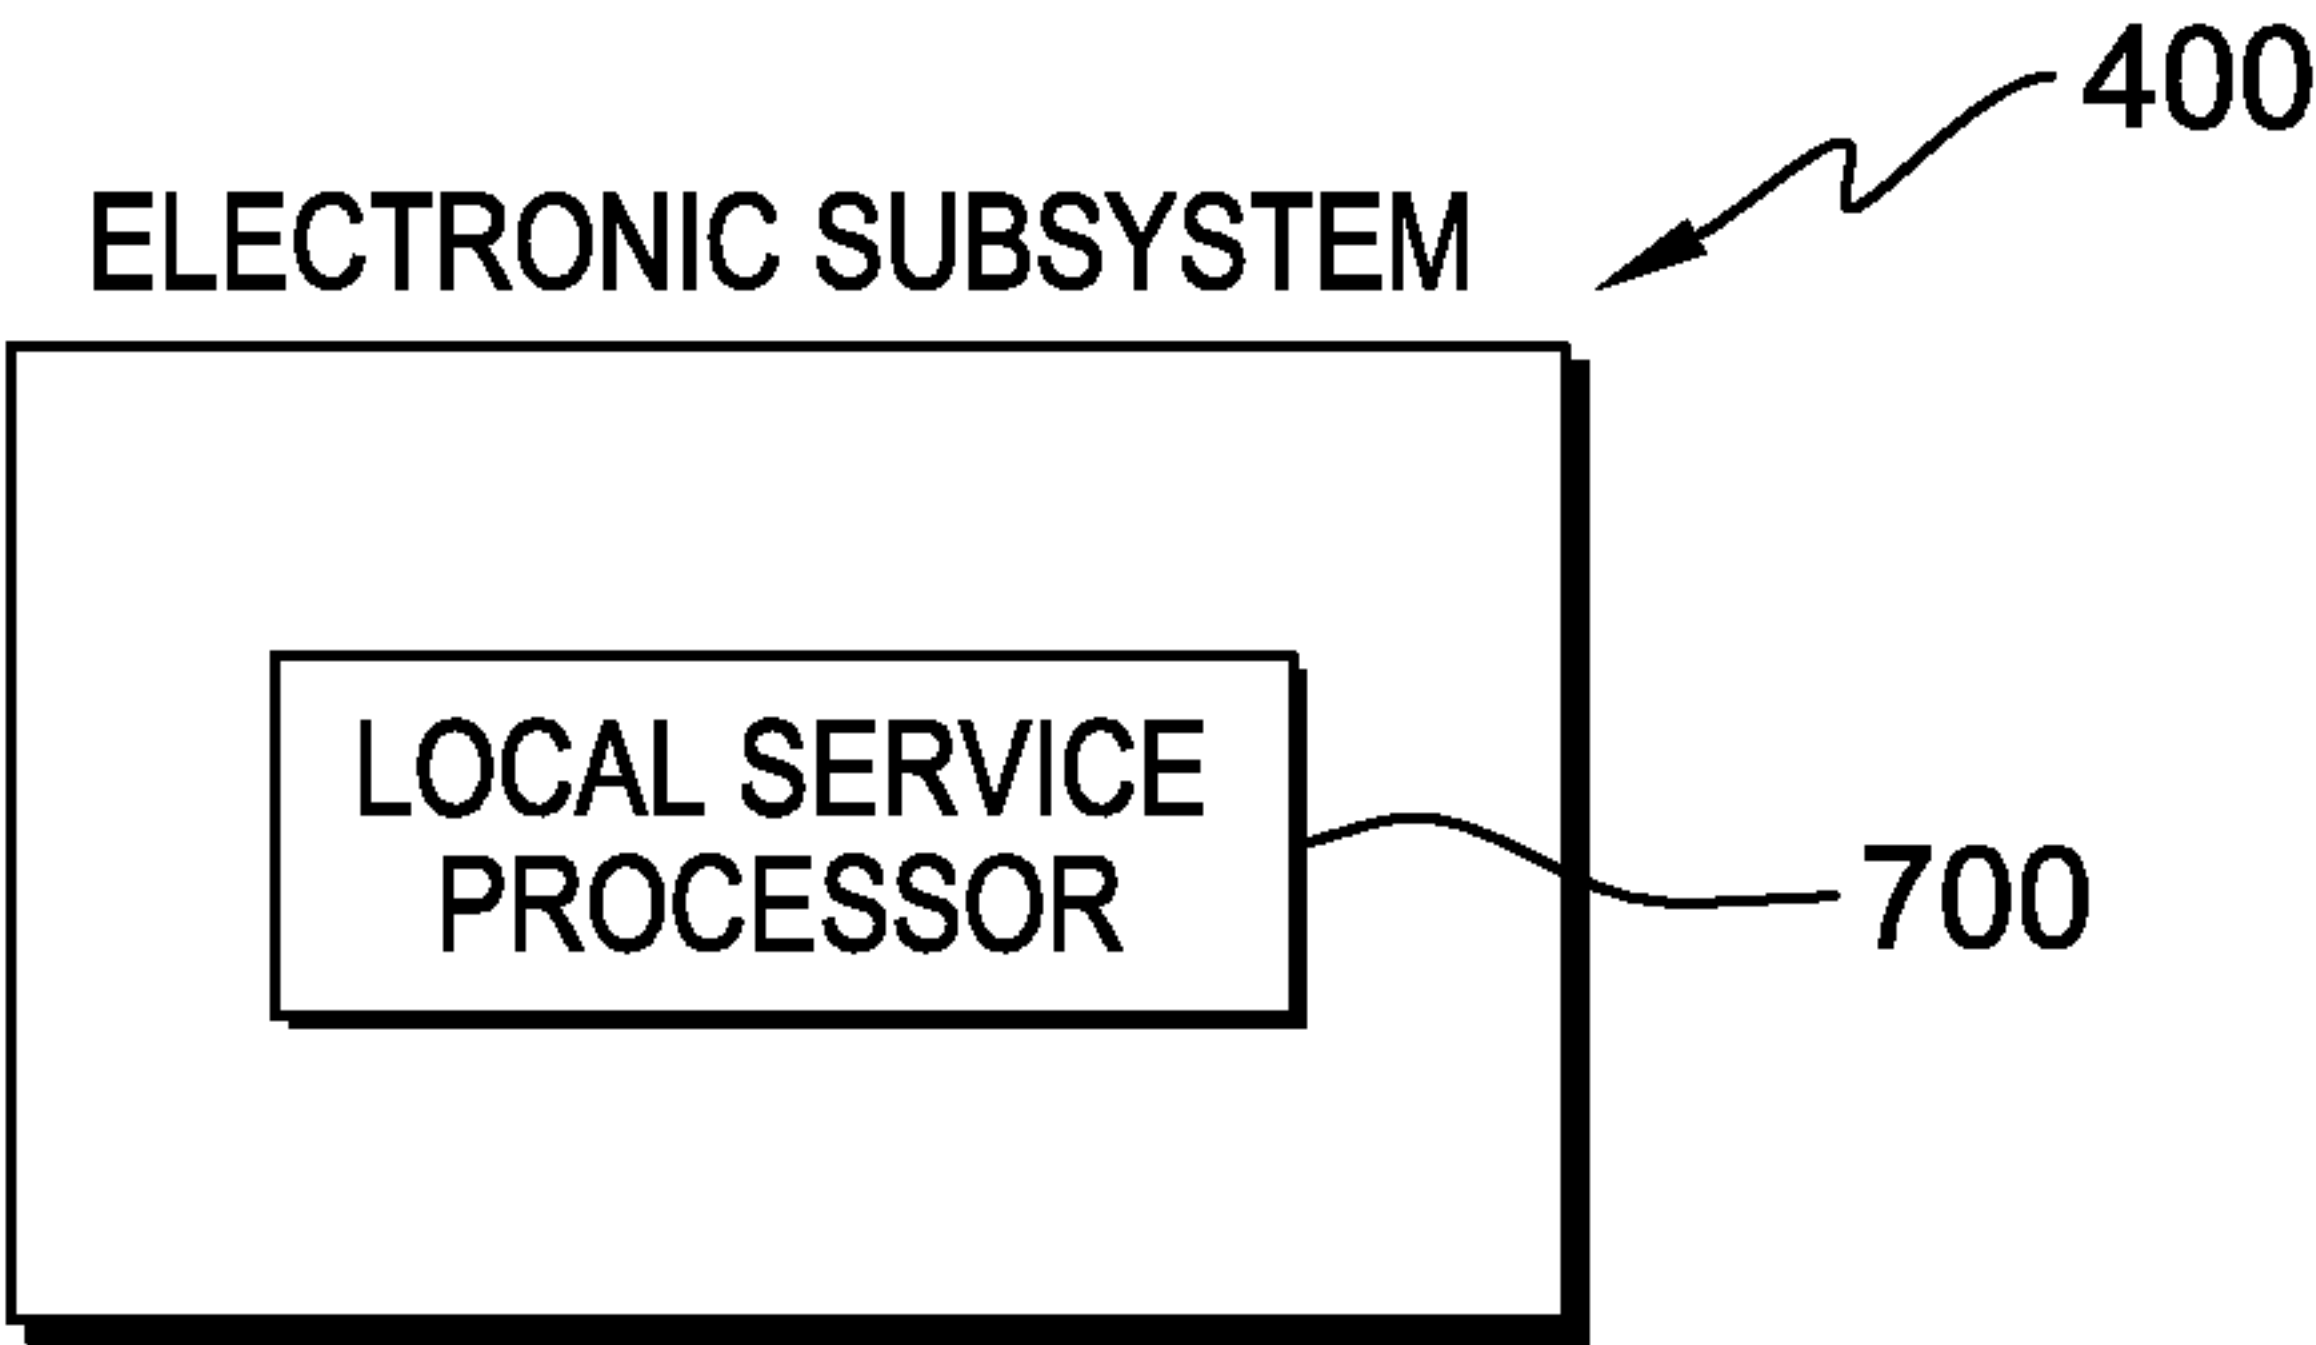 400
ELECTRONIC SUBSYSTEM
LOCAL SERVICE
PROCESSOR
700